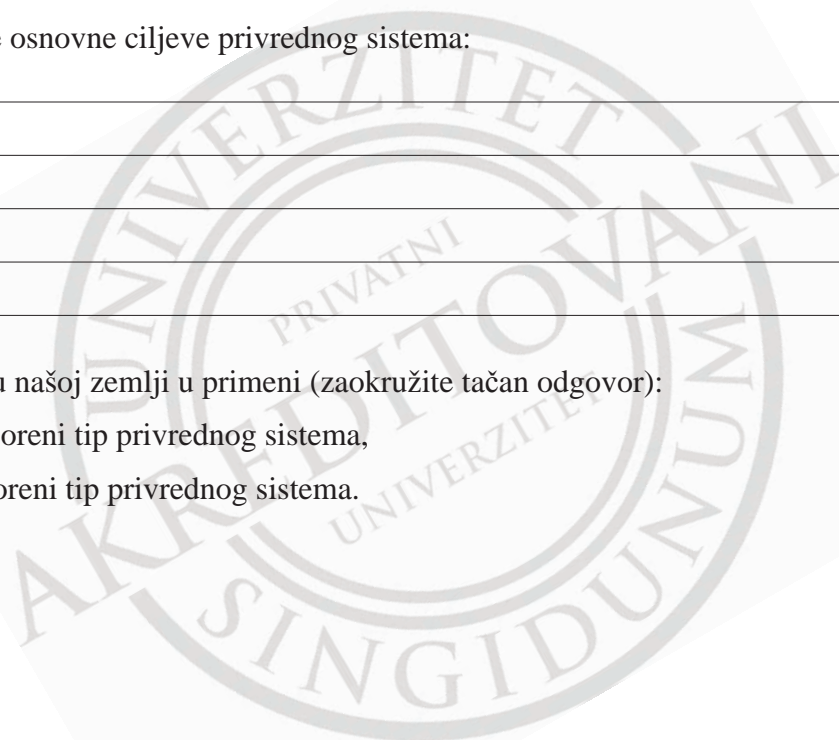 osnovne ciljeve privrednog sistema:
u našoj zemlji u primeni (zaokružite tačan odgovor):
oreni tip privrednog sistema,
oreni tip privrednog sistema.
UNIVERZITET
PRIVATNI
AKREDITOVANI
UNIVERZITET
SINGIDUNUM